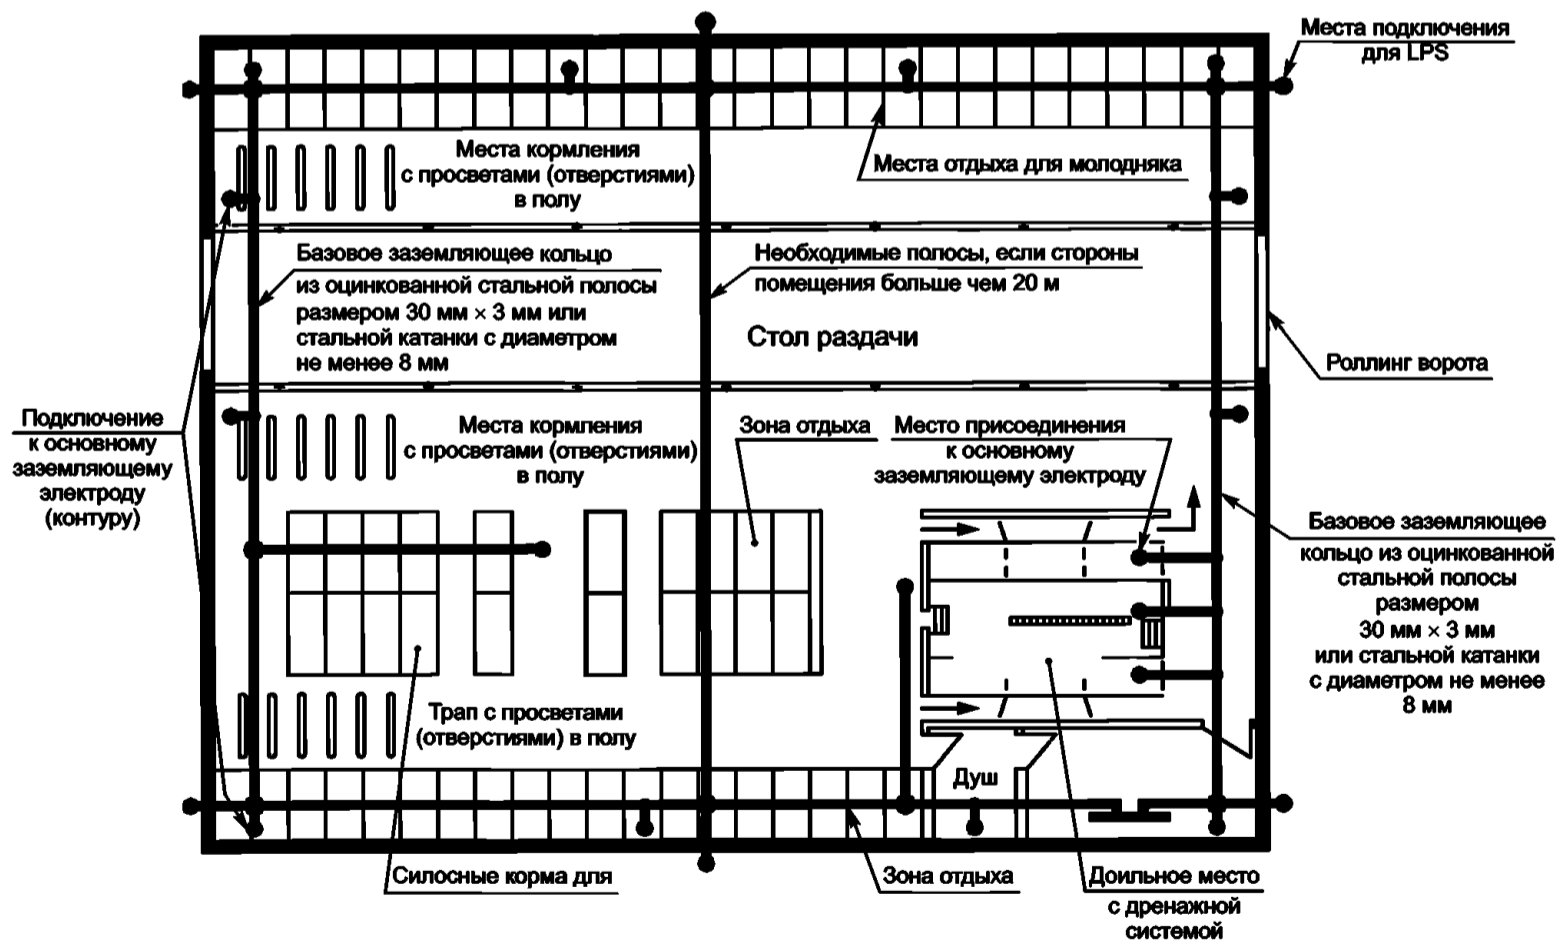 Места подключения
для LPS
Места кормления
с просветами (отверстиями)
в полу
Места отдыха для молодняка
Базовое заземляющее кольцо
из оцинкованной стальной полосы
размером 30 мм × 3 мм или
стальной катанки с диаметром
не менее 8 мм
Необходимые полосы, если стороны
помещения больше чем 20 м
Стол раздачи
Роллинг ворота
Подключение
к основному
заземляющему
электроду
(контуру)
Места кормления
с просветами (отверстиями)
в полу
Зона отдыха
Место присоединения
к основному
заземляющему электроду
Базовое заземляющее
кольцо из оцинкованной
стальной полосы
размером
30 мм × 3 мм
или стальной катанки
с диаметром не менее
8 мм
Трап с просветами
(отверстиями) в полу
Душ
Силосные корма для
Зона отдыха
Доильное место
с дренажной
системой